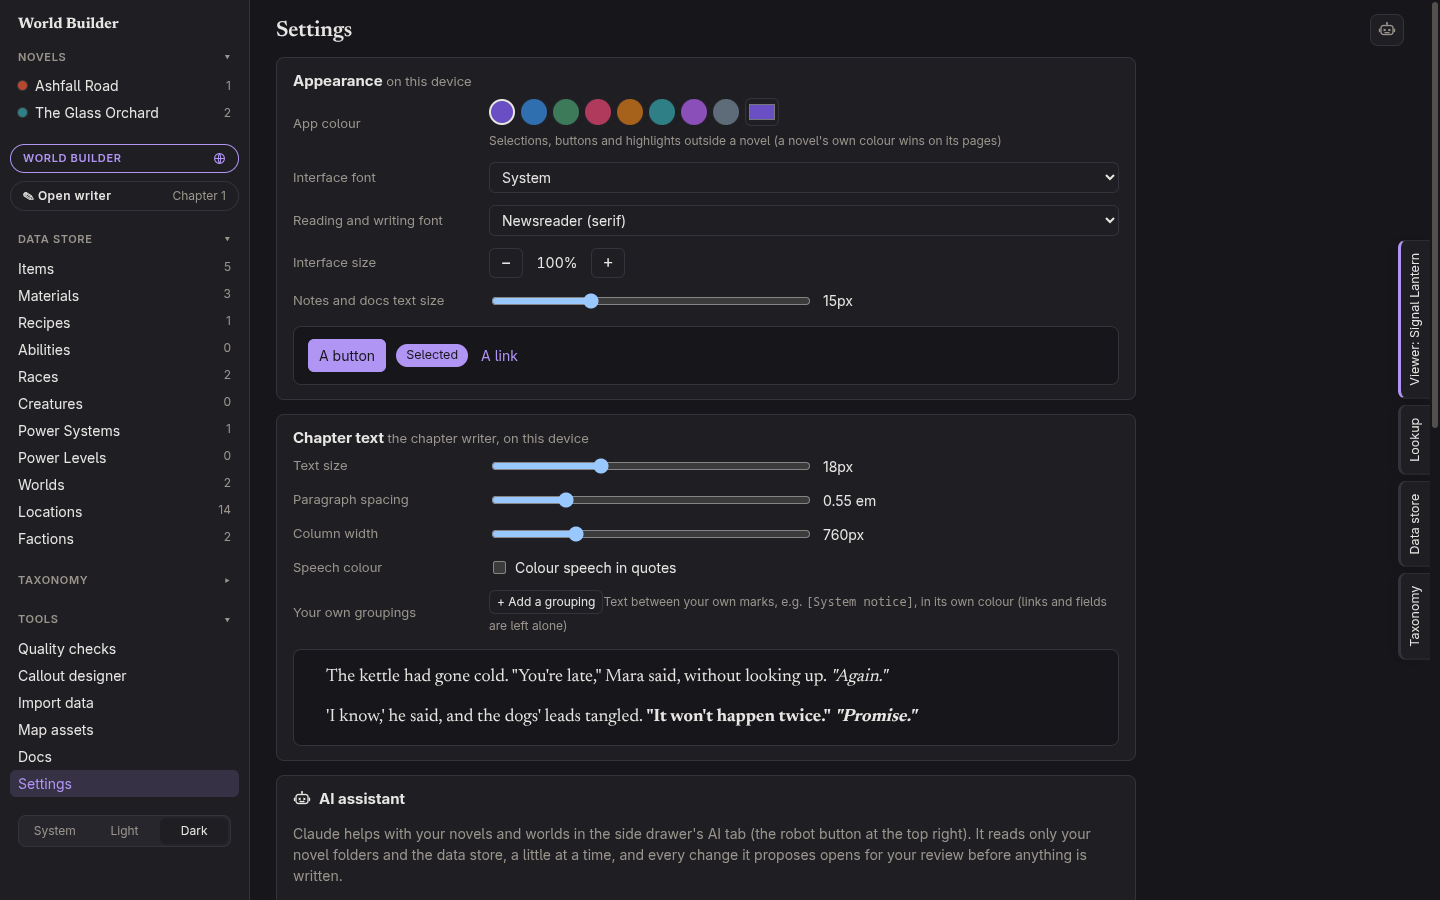 World Builder
NOVELS
Ashfall Road 1
The Glass Orchard 2
WORLD BUILDER
Open writer Chapter 1
DATA STORE
Items 5
Materials 3
Recipes 1
Abilities 0
Races 2
Creatures 0
Power Systems 1
Power Levels 0
Worlds 2
Locations 14
Factions 2
TAXONOMY
TOOLS
Quality checks
Callout designer
Import data
Map assets
Docs
Settings
System Light Dark
Settings
Appearance on this device
App colour
Selections, buttons and highlights outside a novel (a novel's own colour wins on its pages)
Interface font System
Reading and writing font Newsreader (serif)
Interface size − 100% +
Notes and docs text size 15px
A button Selected A link
Chapter text the chapter writer, on this device
Text size 18px
Paragraph spacing 0.55 em
Column width 760px
Speech colour Colour speech in quotes
Your own groupings + Add a grouping Text between your own marks, e.g. [System notice], in its own colour (links and fields
are left alone)
The kettle had gone cold. "You're late," Mara said, without looking up. "Again."
'I know,' he said, and the dogs' leads tangled. "It won't happen twice." "Promise."
AI assistant
Claude helps with your novels and worlds in the side drawer's AI tab (the robot button at the top right). It reads only your
novel folders and the data store, a little at a time, and every change it proposes opens for your review before anything is
written.
Viewer: Signal Lantern
Lookup
Data store
Taxonomy